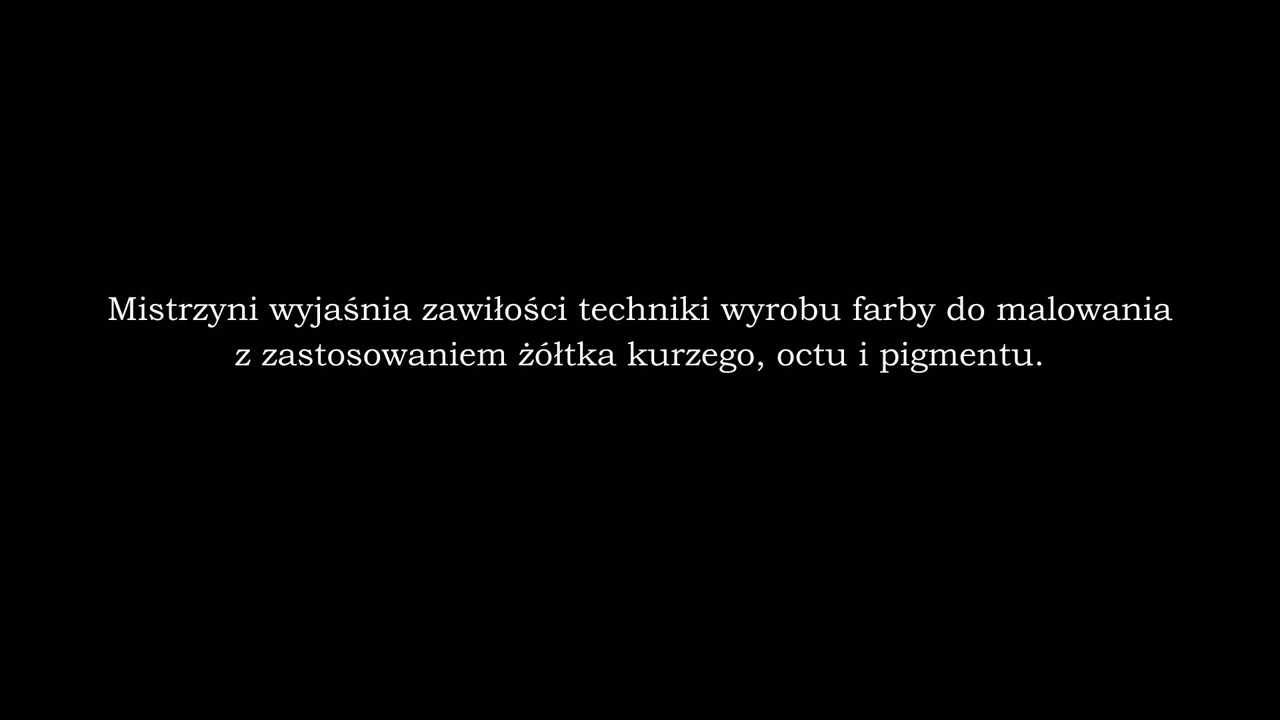 Mistrzyni wyjaśnia zawiłości techniki wyrobu farby do malowania
z zastosowaniem żółtka kurzego, octu i pigmentu.